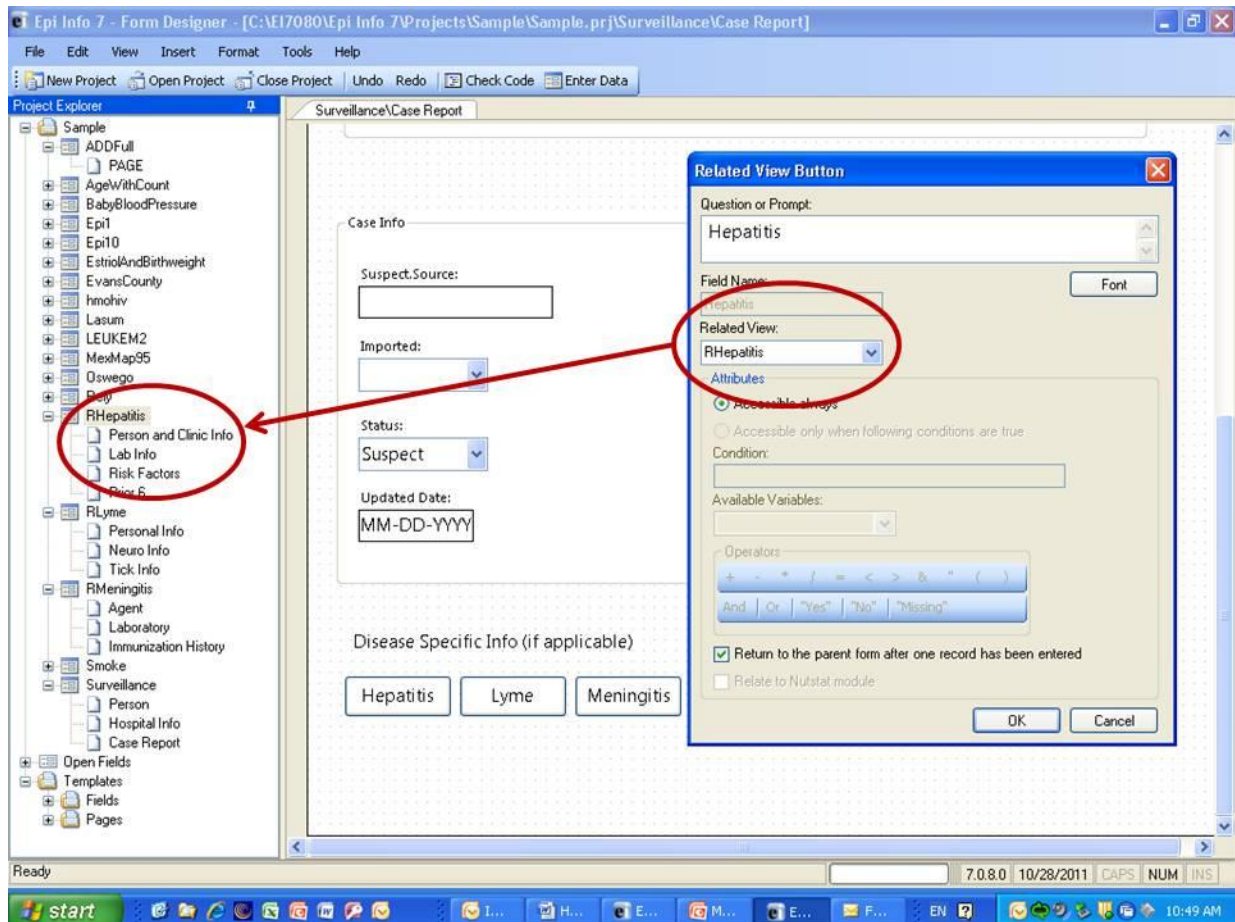 Epi Info 7 - Form Designer - [C:\EI7080\Epi Info 7\Projects\Sample\Sample.prj\Surveillance\Case Report]
File Edit View Insert Format Tools Help
New Project Open Project Close Project Undo Redo Check Code Enter Data
Project Explorer
Sample
ADDFull
PAGE
AgeWithCount
BabyBloodPressure
Epi1
Epi10
EstriolAndBirthweight
EvansCounty
hmohiv
Lasum
LEUKEM2
MexMap95
Oswego
Rely
RHepatitis
Person and Clinic Info
Lab Info
Risk Factors
Prior 6
RLyme
Personal Info
Neuro Info
Tick Info
RMeningitis
Agent
Laboratory
Immunization History
Smoke
Surveillance
Person
Hospital Info
Case Report
Open Fields
Templates
Fields
Pages
Surveillance\Case Report
Case Info
Suspect.Source:
Imported:
Status:
Suspect
Updated Date:
MM-DD-YYYY
Disease Specific Info (if applicable)
Hepatitis Lyme Meningitis
Related View Button
Question or Prompt:
Hepatitis
Field Name:
Hepatitis
Font
Related View:
RHepatitis
Attributes
Accessible always
Accessible only when following conditions are true
Condition:
Available Variables:
Operators
+ - * / = < > & " ( )
And Or "Yes" "No" "Missing"
Return to the parent form after one record has been entered
Relate to Nutstat module
OK Cancel
Ready 7.0.8.0 10/28/2011 CAPS NUM INS
start I... H... E... M... E... F... EN 10:49 AM